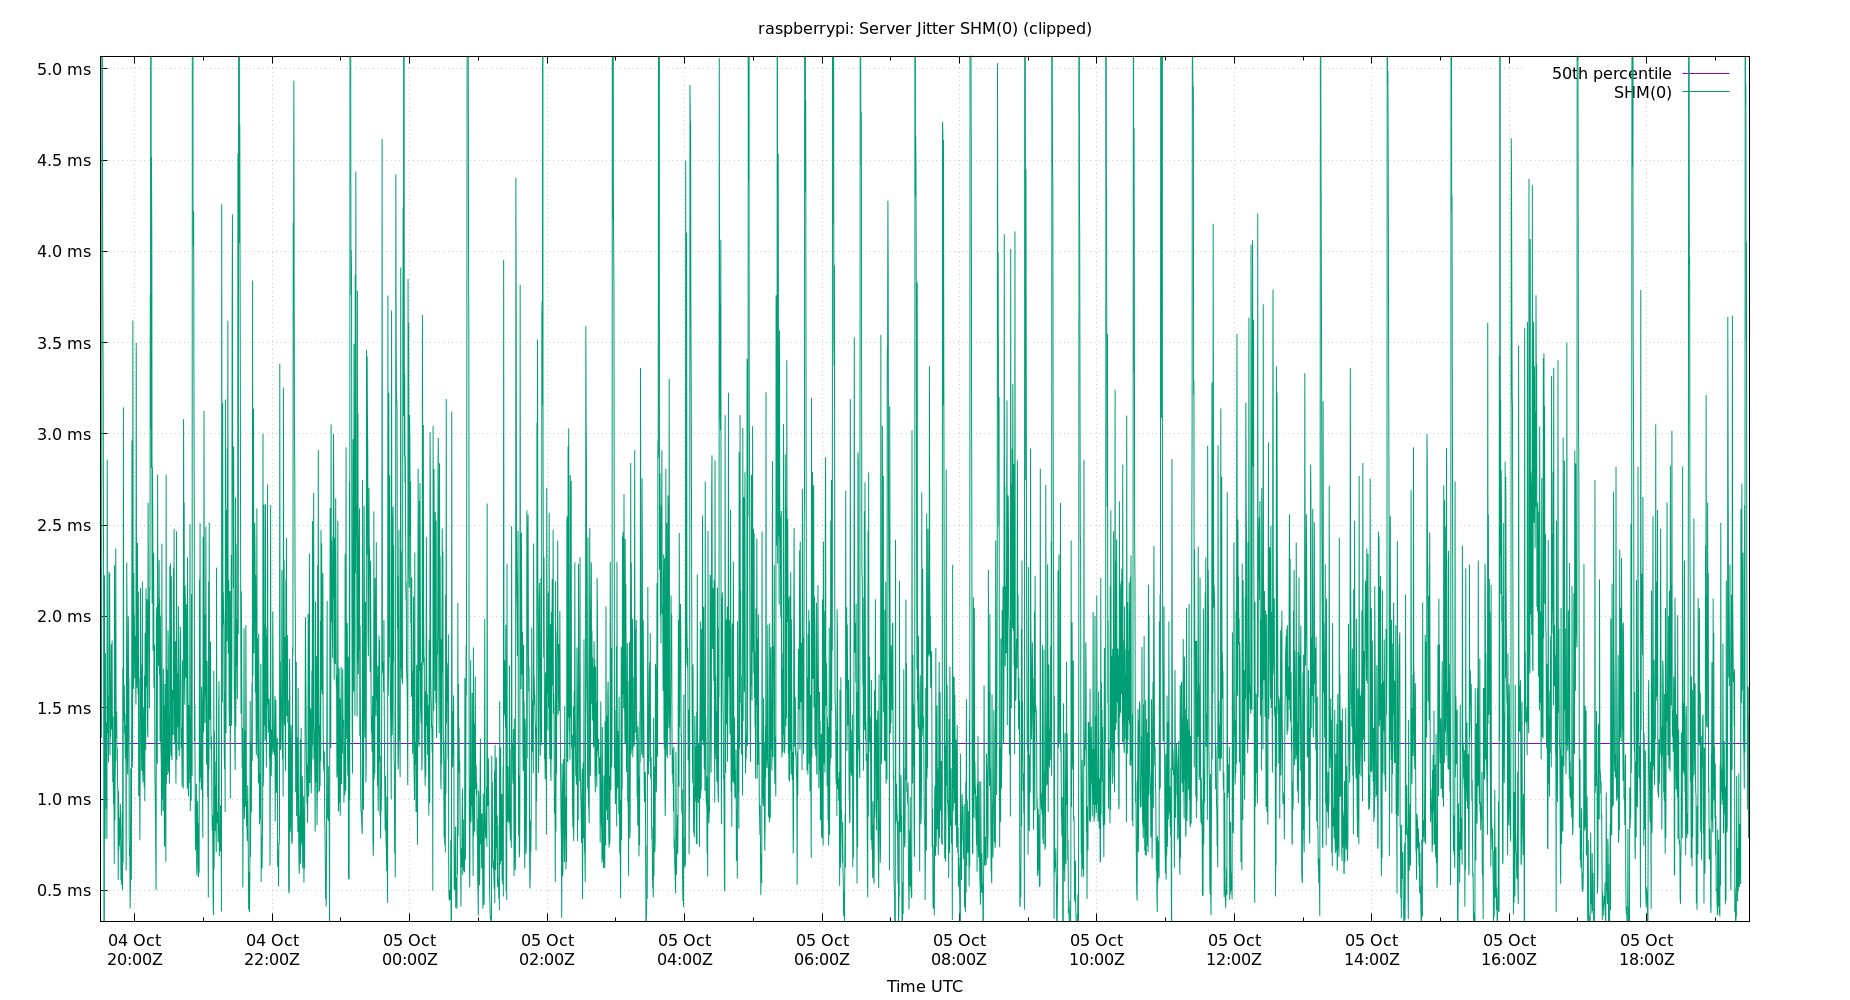 raspberrypi: Server Jitter SHM(0) (clipped)
50th percentile
SHM(0)
5.0 ms
4.5 ms
4.0 ms
3.5 ms
3.0 ms
2.5 ms
2.0 ms
1.5 ms
1.0 ms
0.5 ms
04 Oct 04 Oct 05 Oct 05 Oct 05 Oct 05 Oct 05 Oct 05 Oct 05 Oct 05 Oct 05 Oct 05 Oct
20:00Z 22:00Z 00:00Z 02:00Z 04:00Z 06:00Z 08:00Z 10:00Z 12:00Z 14:00Z 16:00Z 18:00Z
Time UTC